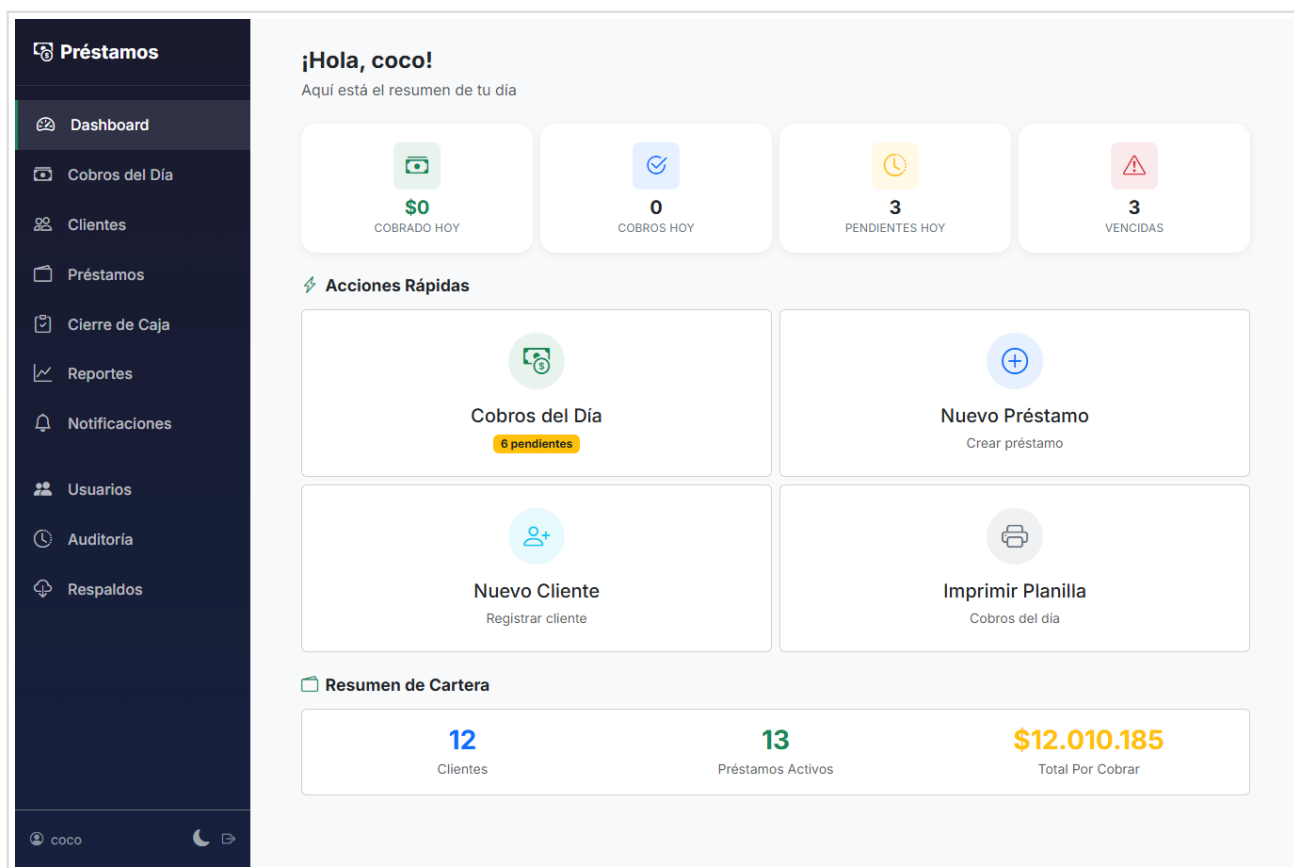 Préstamos
Dashboard
Cobros del Día
Clientes
Préstamos
Cierre de Caja
Reportes
Notificaciones
Usuarios
Auditoría
Respaldos
coco
¡Hola, coco!
Aquí está el resumen de tu día
$0
COBRADO HOY
0
COBROS HOY
3
PENDIENTES HOY
3
VENCIDAS
Acciones Rápidas
Cobros del Día
6 pendientes
Nuevo Préstamo
Crear préstamo
Nuevo Cliente
Registrar cliente
Imprimir Planilla
Cobros del día
Resumen de Cartera
12
Clientes
13
Préstamos Activos
$12.010.185
Total Por Cobrar